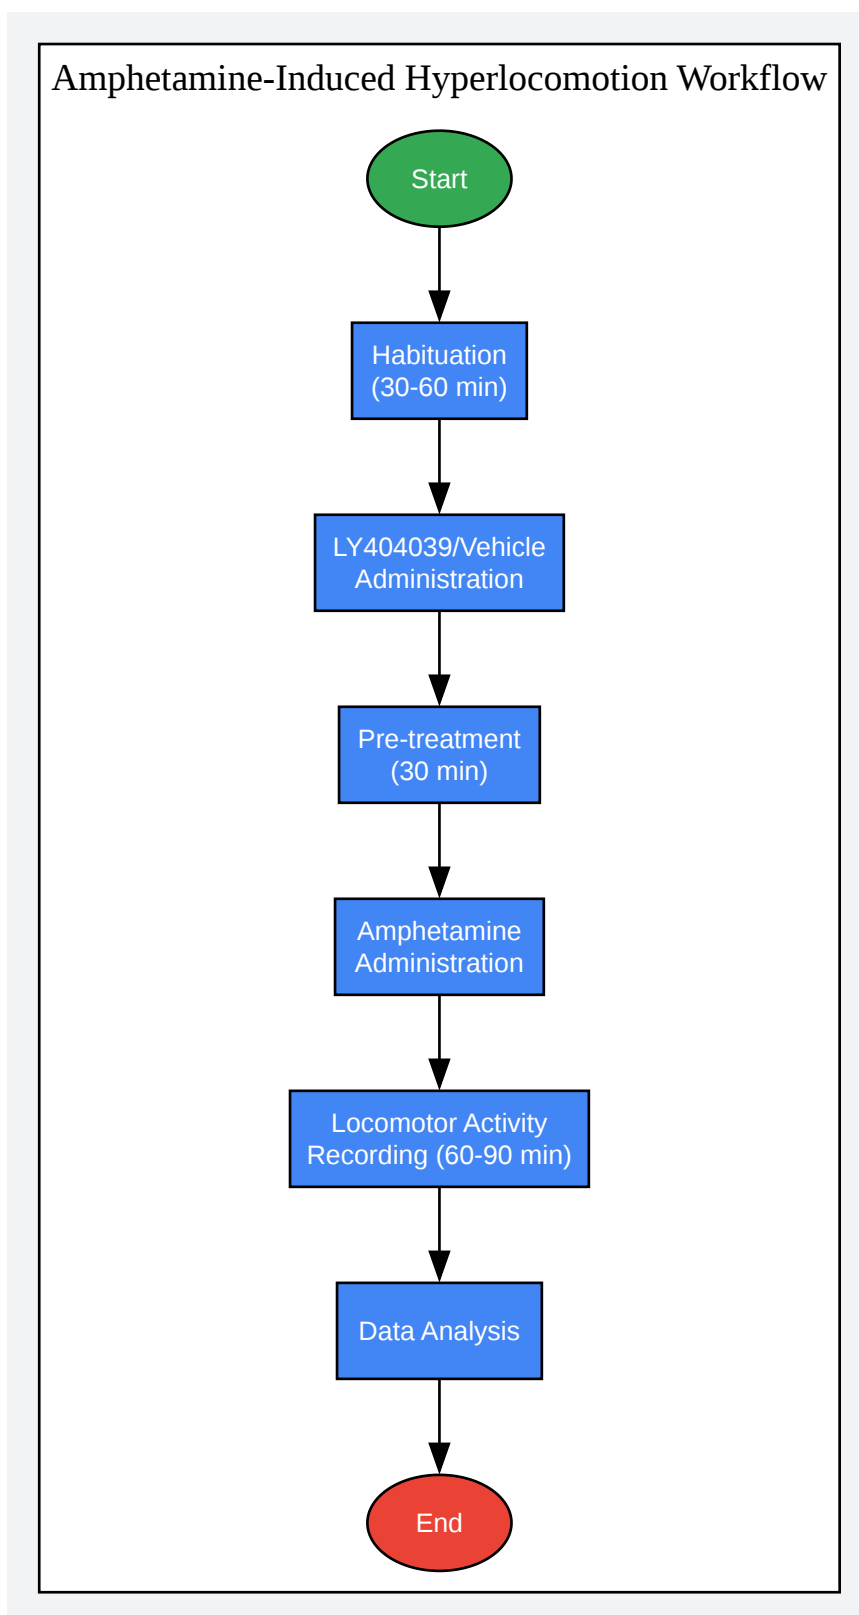 Amphetamine-Induced Hyperlocomotion Workflow
Start
Habituation
(30-60 min)
LY404039/Vehicle
Administration
Pre-treatment
(30 min)
Amphetamine
Administration
Locomotor Activity
Recording (60-90 min)
Data Analysis
End